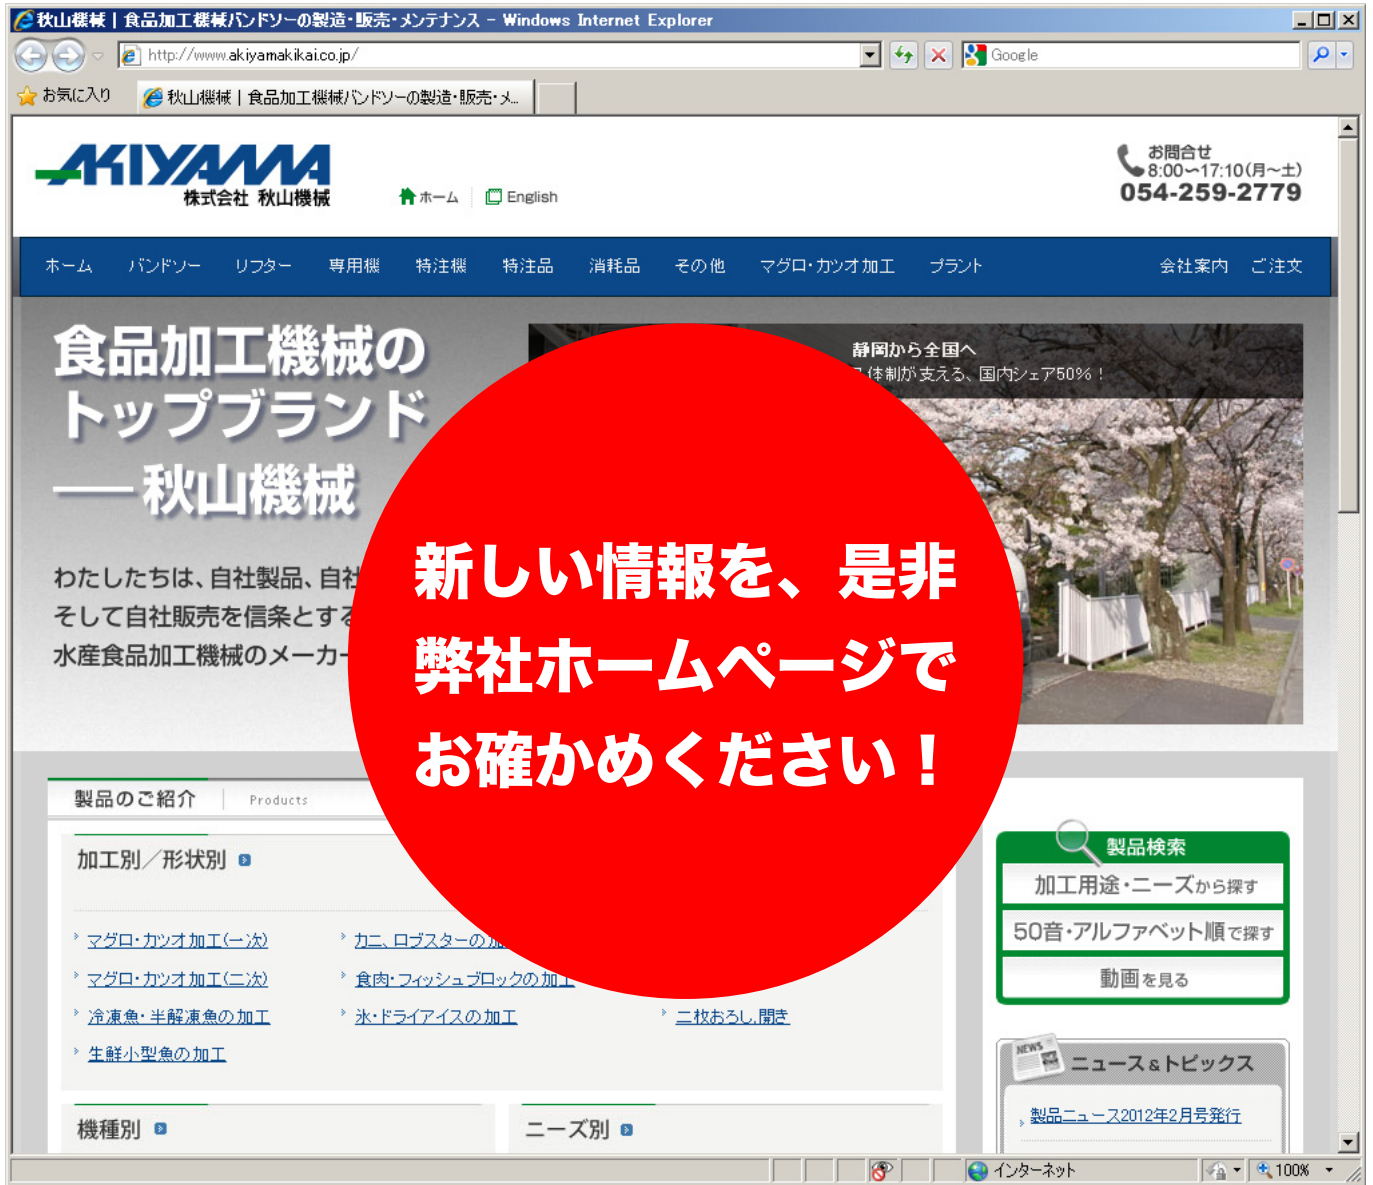 秋山機械 | 食品加工機械バンドソーの製造・販売・メンテナンス - Windows Internet Explorer
http://www.akiyamakikai.co.jp/
Google
お気に入り
秋山機械 | 食品加工機械バンドソーの製造・販売・メ...
AKIYAMA
株式会社 秋山機械
ホーム
English
お問合せ
8:00〜17:10(月〜土)
054-259-2779
ホーム バンドソー リフター 専用機 特注機 特注品 消耗品 その他 マグロ・カツオ加工 プラント 会社案内 ご注文
食品加工機械の
トップブランド
──秋山機械
静岡から全国へ
体制が支える、国内シェア50%！
わたしたちは、自社製品、自社
そして自社販売を信条とする
水産食品加工機械のメーカー
新しい情報を、是非
弊社ホームページで
お確かめください！
製品のご紹介 Products
加工別／形状別
マグロ・カツオ加工(一次)
カニ、ロブスターの加
マグロ・カツオ加工(二次)
食肉・フィッシュブロックの加工
冷凍魚・半解凍魚の加工
氷・ドライアイスの加工
二枚おろし,開き
生鮮小型魚の加工
機種別
ニーズ別
製品検索
加工用途・ニーズから探す
50音・アルファベット順で探す
動画を見る
NEWS
ニュース&トピックス
製品ニュース2012年2月号発行
インターネット
100%